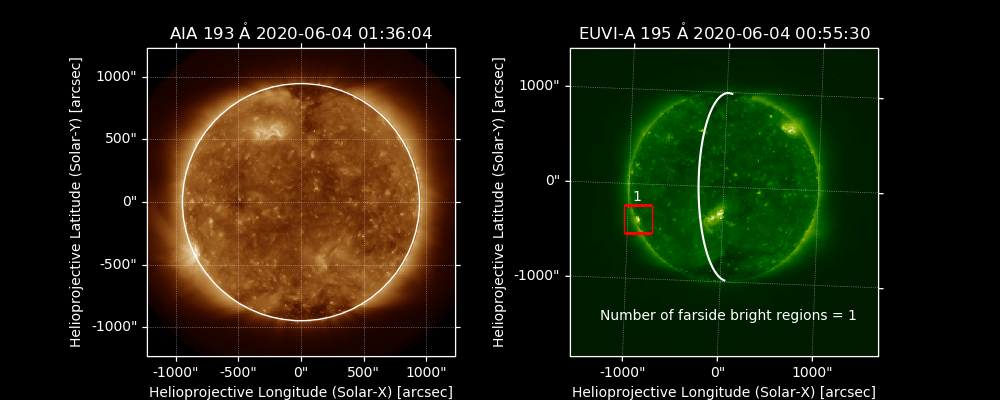 AIA 193 Å 2020-06-04 01:36:04
Helioprojective Latitude (Solar-Y) [arcsec]
1000"
500"
0"
-500"
-1000"
-1000" -500" 0" 500" 1000"
Helioprojective Longitude (Solar-X) [arcsec]
EUVI-A 195 Å 2020-06-04 00:55:30
Helioprojective Latitude (Solar-Y) [arcsec]
1000"
0"
-1000"
1
Number of farside bright regions = 1
-1000" 0" 1000"
Helioprojective Longitude (Solar-X) [arcsec]